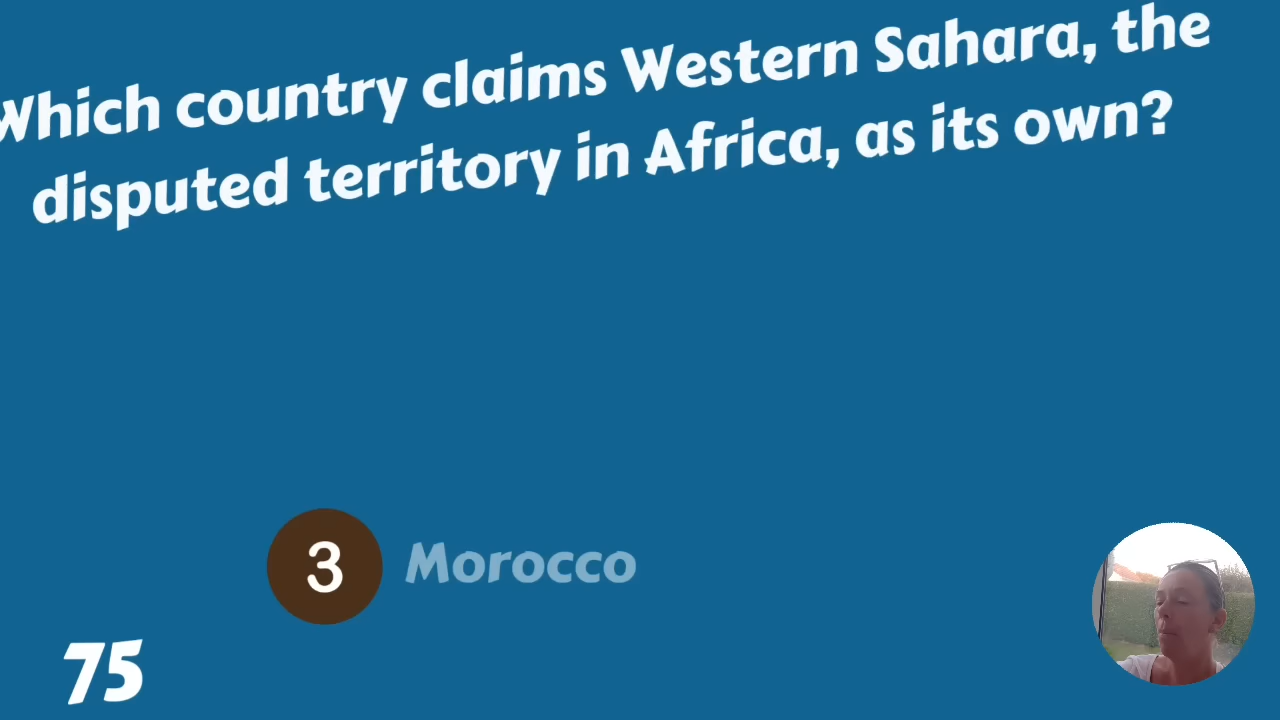 Which country claims Western Sahara, the
disputed territory in Africa, as its own?
3
Morocco
75